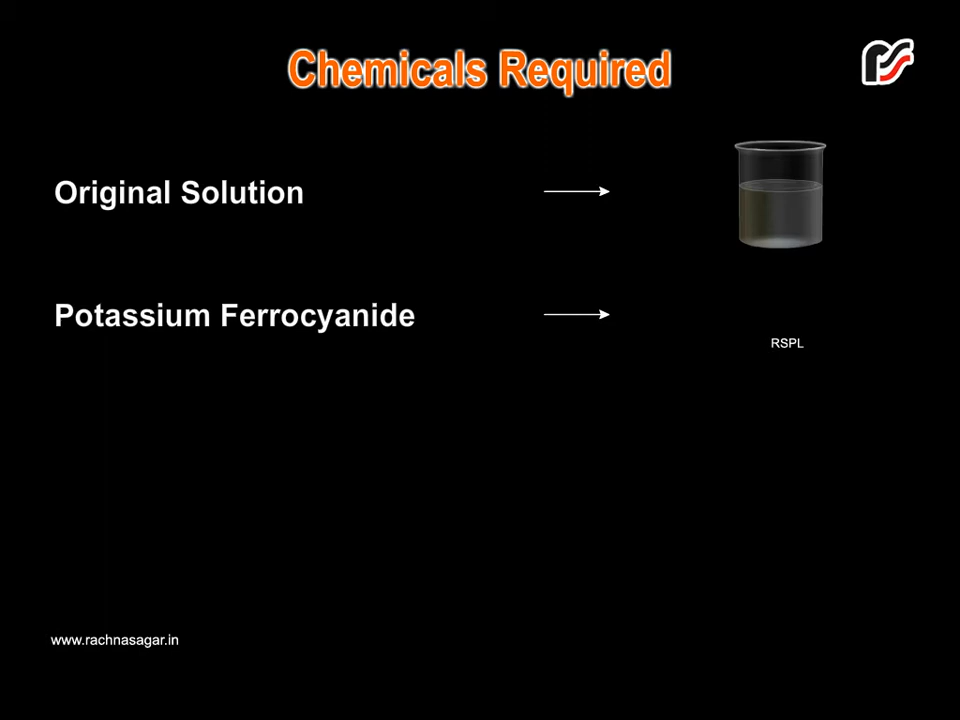 Chemicals Required
Original Solution
Potassium Ferrocyanide
RSPL
www.rachnasagar.in